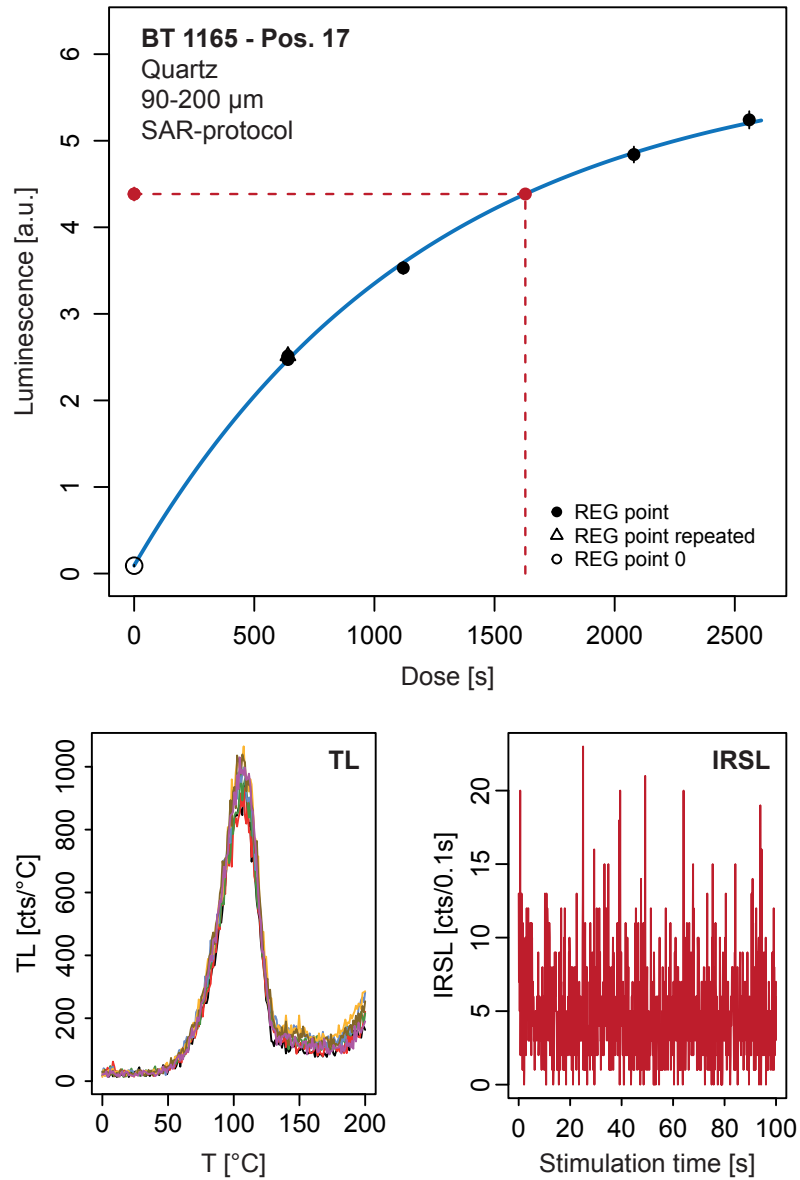 BT 1165 - Pos. 17
Quartz
90-200 µm
SAR-protocol
Luminescence [a.u.]
6
5
4
3
2
1
0
REG point
REG point repeated
REG point 0
0 500 1000 1500 2000 2500
Dose [s]
TL
TL [cts/°C]
1000
800
600
400
200
0
0 50 100 150 200
T [°C]
IRSL
IRSL [cts/0.1s]
20
15
10
5
0
0 20 40 60 80 100
Stimulation time [s]